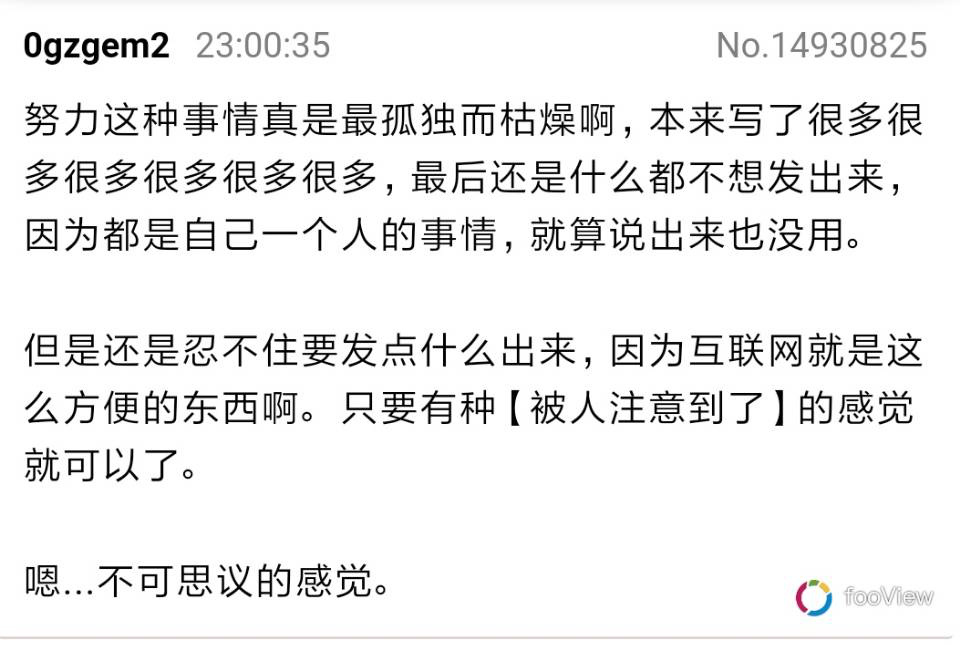 0gzgem2 23:00:35 No.14930825
努力这种事情真是最孤独而枯燥啊，本来写了很多很
多很多很多很多很多，最后还是什么都不想发出来，
因为都是自己一个人的事情，就算说出来也没用。
但是还是忍不住要发点什么出来，因为互联网就是这
么方便的东西啊。只要有种【被人注意到了】的感觉
就可以了。
嗯...不可思议的感觉。
fooView